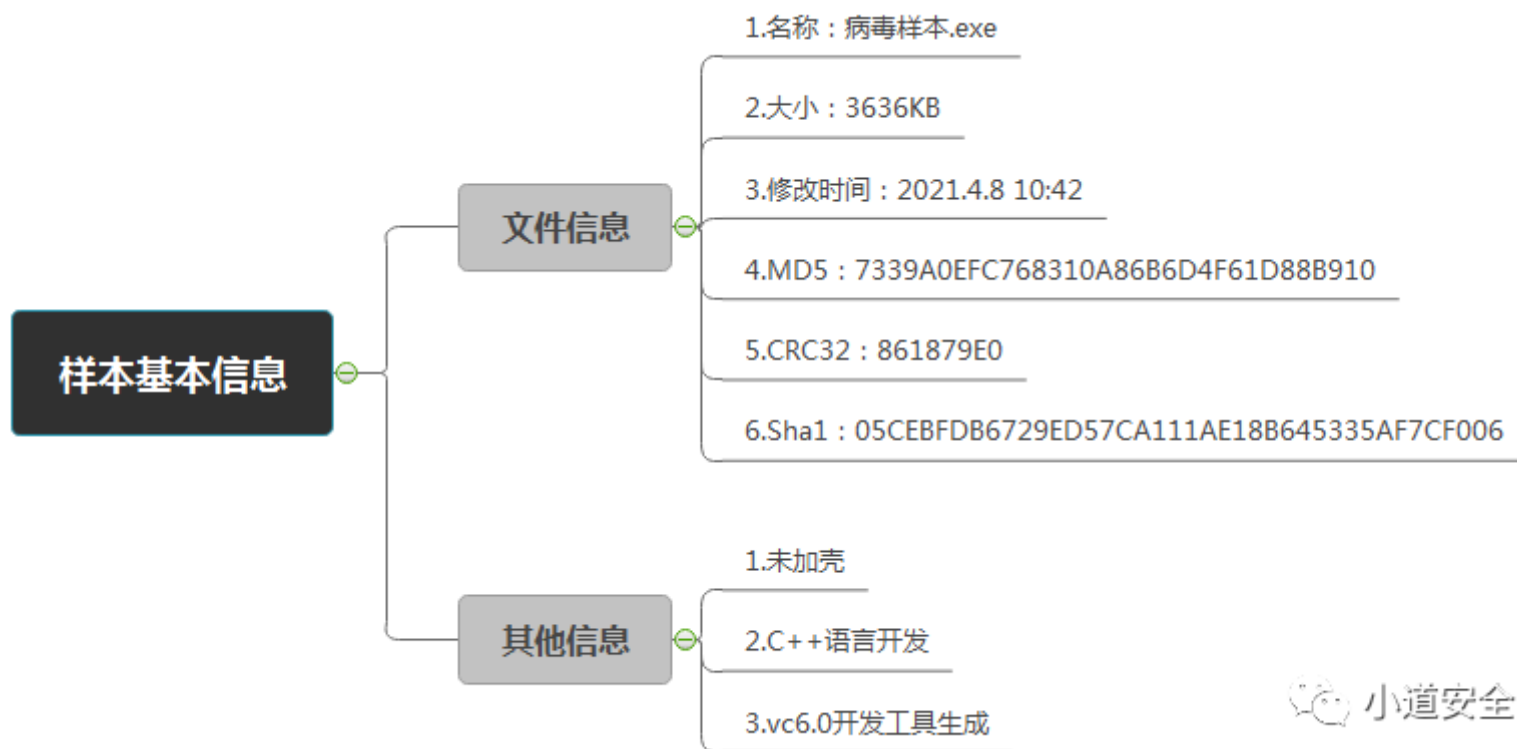 样本基本信息
文件信息
1.名称：病毒样本.exe
2.大小：3636KB
3.修改时间：2021.4.8 10:42
4.MD5：7339A0EFC768310A86B6D4F61D88B910
5.CRC32：861879E0
6.Sha1：05CEBFDB6729ED57CA111AE18B645335AF7CF006
其他信息
1.未加壳
2.C++语言开发
3.vc6.0开发工具生成
小道安全